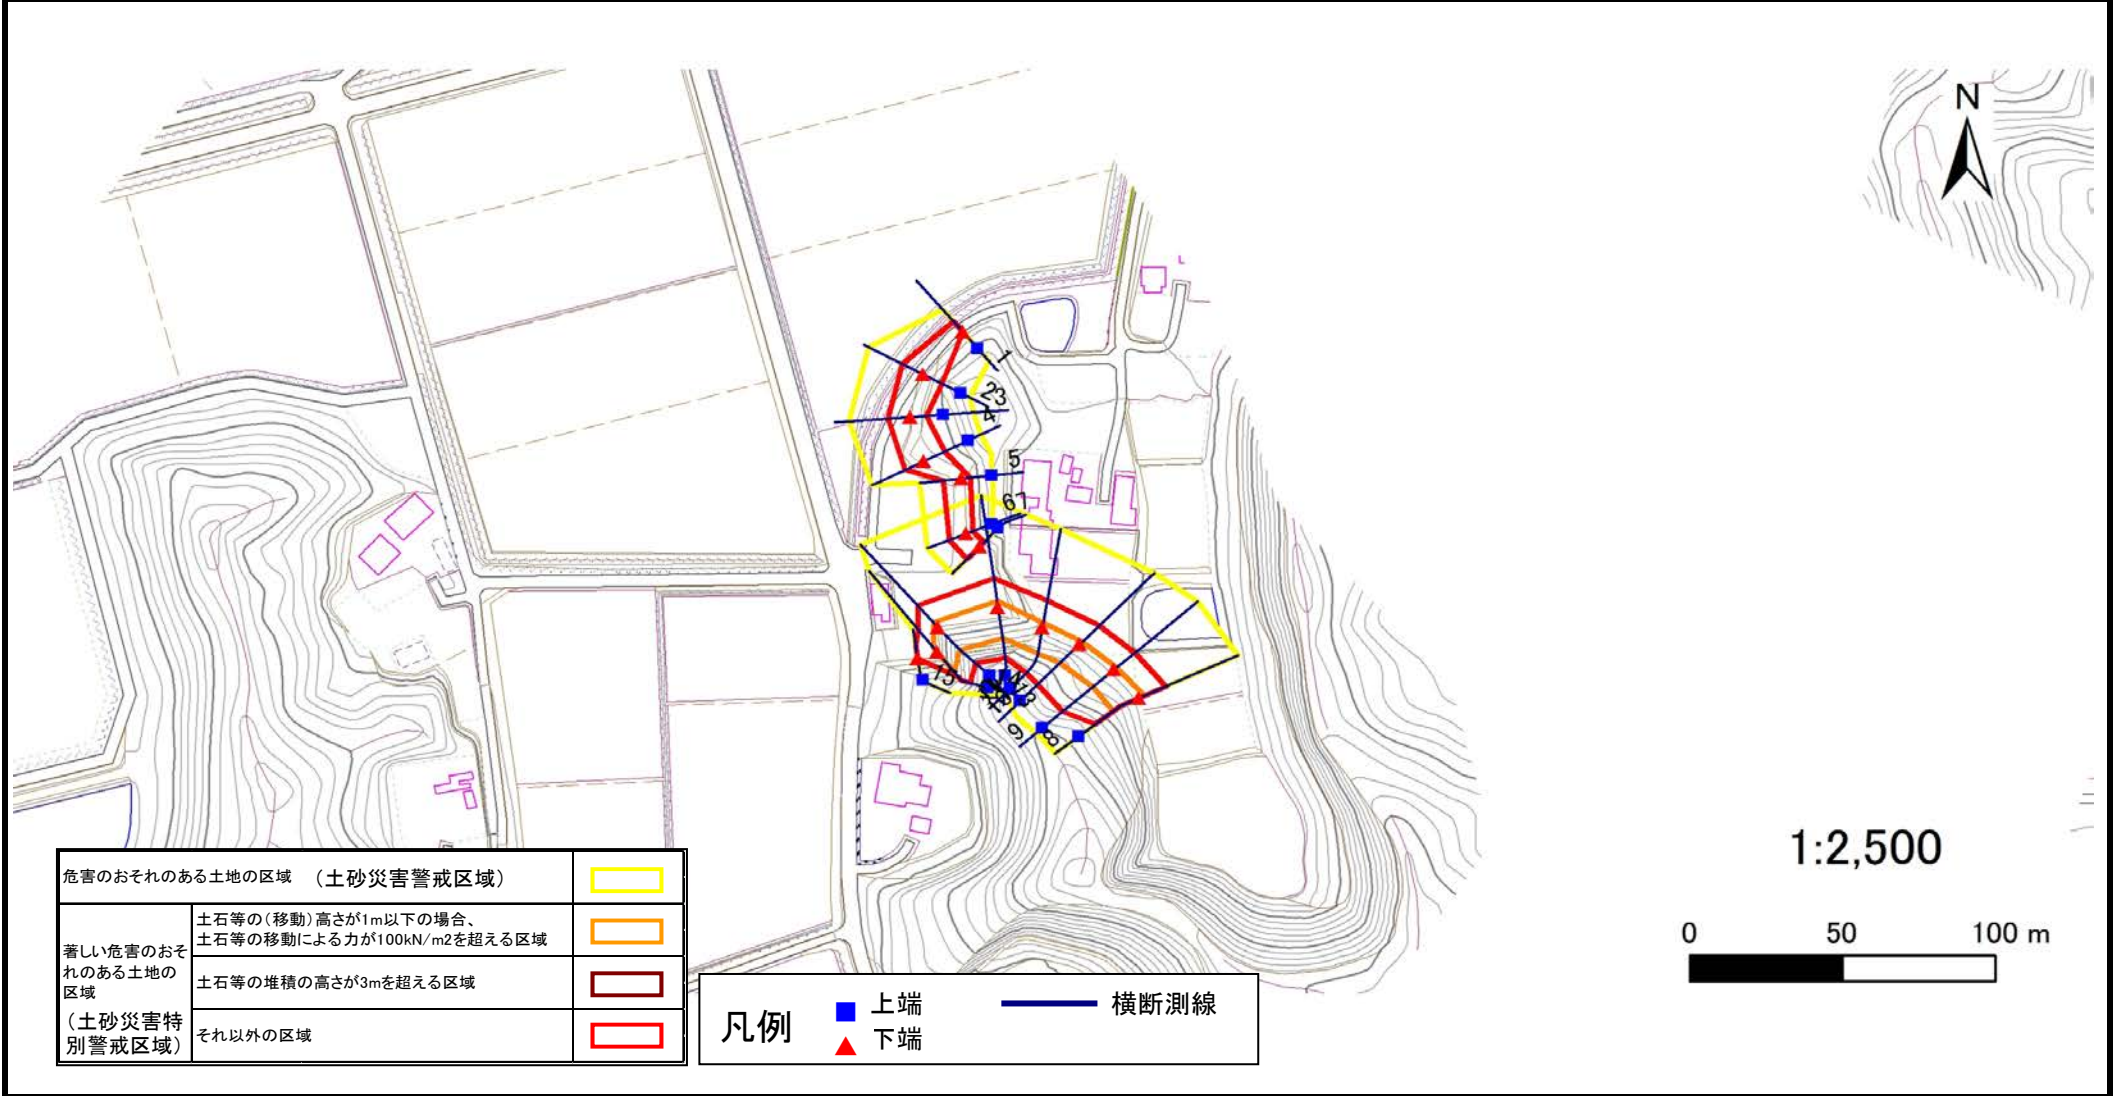 N
1
23
4
5
67
15
13
9
8
1:2,500
0 50 100 m
危害のおそれのある土地の区域 （土砂災害警戒区域）
著しい危害のおそ
れのある土地の
区域
（土砂災害特
別警戒区域）
土石等の（移動）高さが1m以下の場合、
土石等の移動による力が100kN/m2を超える区域
土石等の堆積の高さが3mを超える区域
それ以外の区域
凡例
上端
下端
横断測線